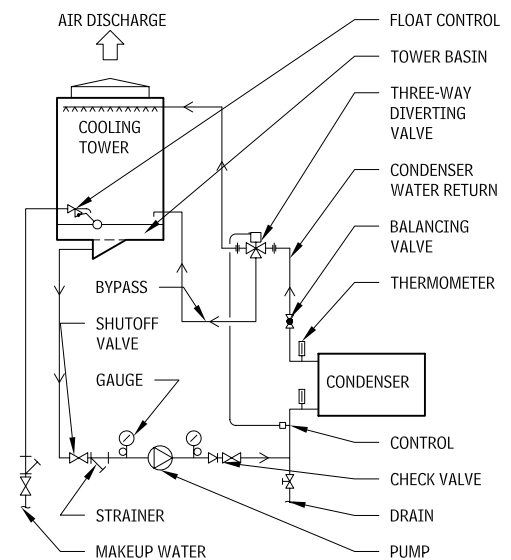 AIR DISCHARGE
FLOAT CONTROL
TOWER BASIN
COOLING
TOWER
THREE-WAY
DIVERTING
VALVE
CONDENSER
WATER RETURN
BALANCING
VALVE
BYPASS
THERMOMETER
SHUTOFF
VALVE
GAUGE
CONDENSER
CONTROL
CHECK VALVE
STRAINER
DRAIN
MAKEUP WATER
PUMP